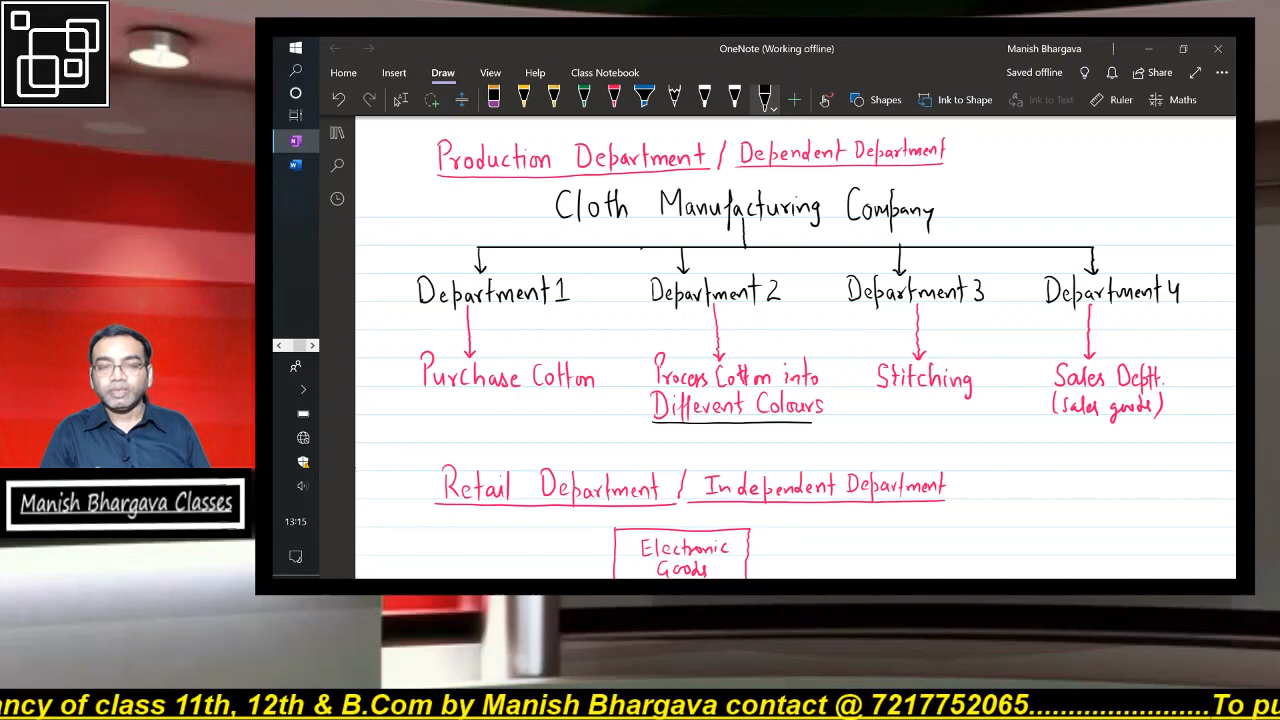 OneNote (Working offline)
Manish Bhargava
Home Insert Draw View Help Class Notebook
Saved offline
Share
Shapes
Ink to Shape
Ink to Text
Ruler
Maths
Production Department / Dependent Department
Cloth Manufacturing Company
Department 1 Department 2 Department 3 Department 4
Purchase Cotton Process Cotton into Stitching Sales Deptt.
Different Colours (Sales goods)
Retail Department / Independent Department
Electronic
Goods
Manish Bhargava Classes
13:15
ancy of class 11th, 12th & B.Com by Manish Bhargava contact @ 7217752065.....................To pu